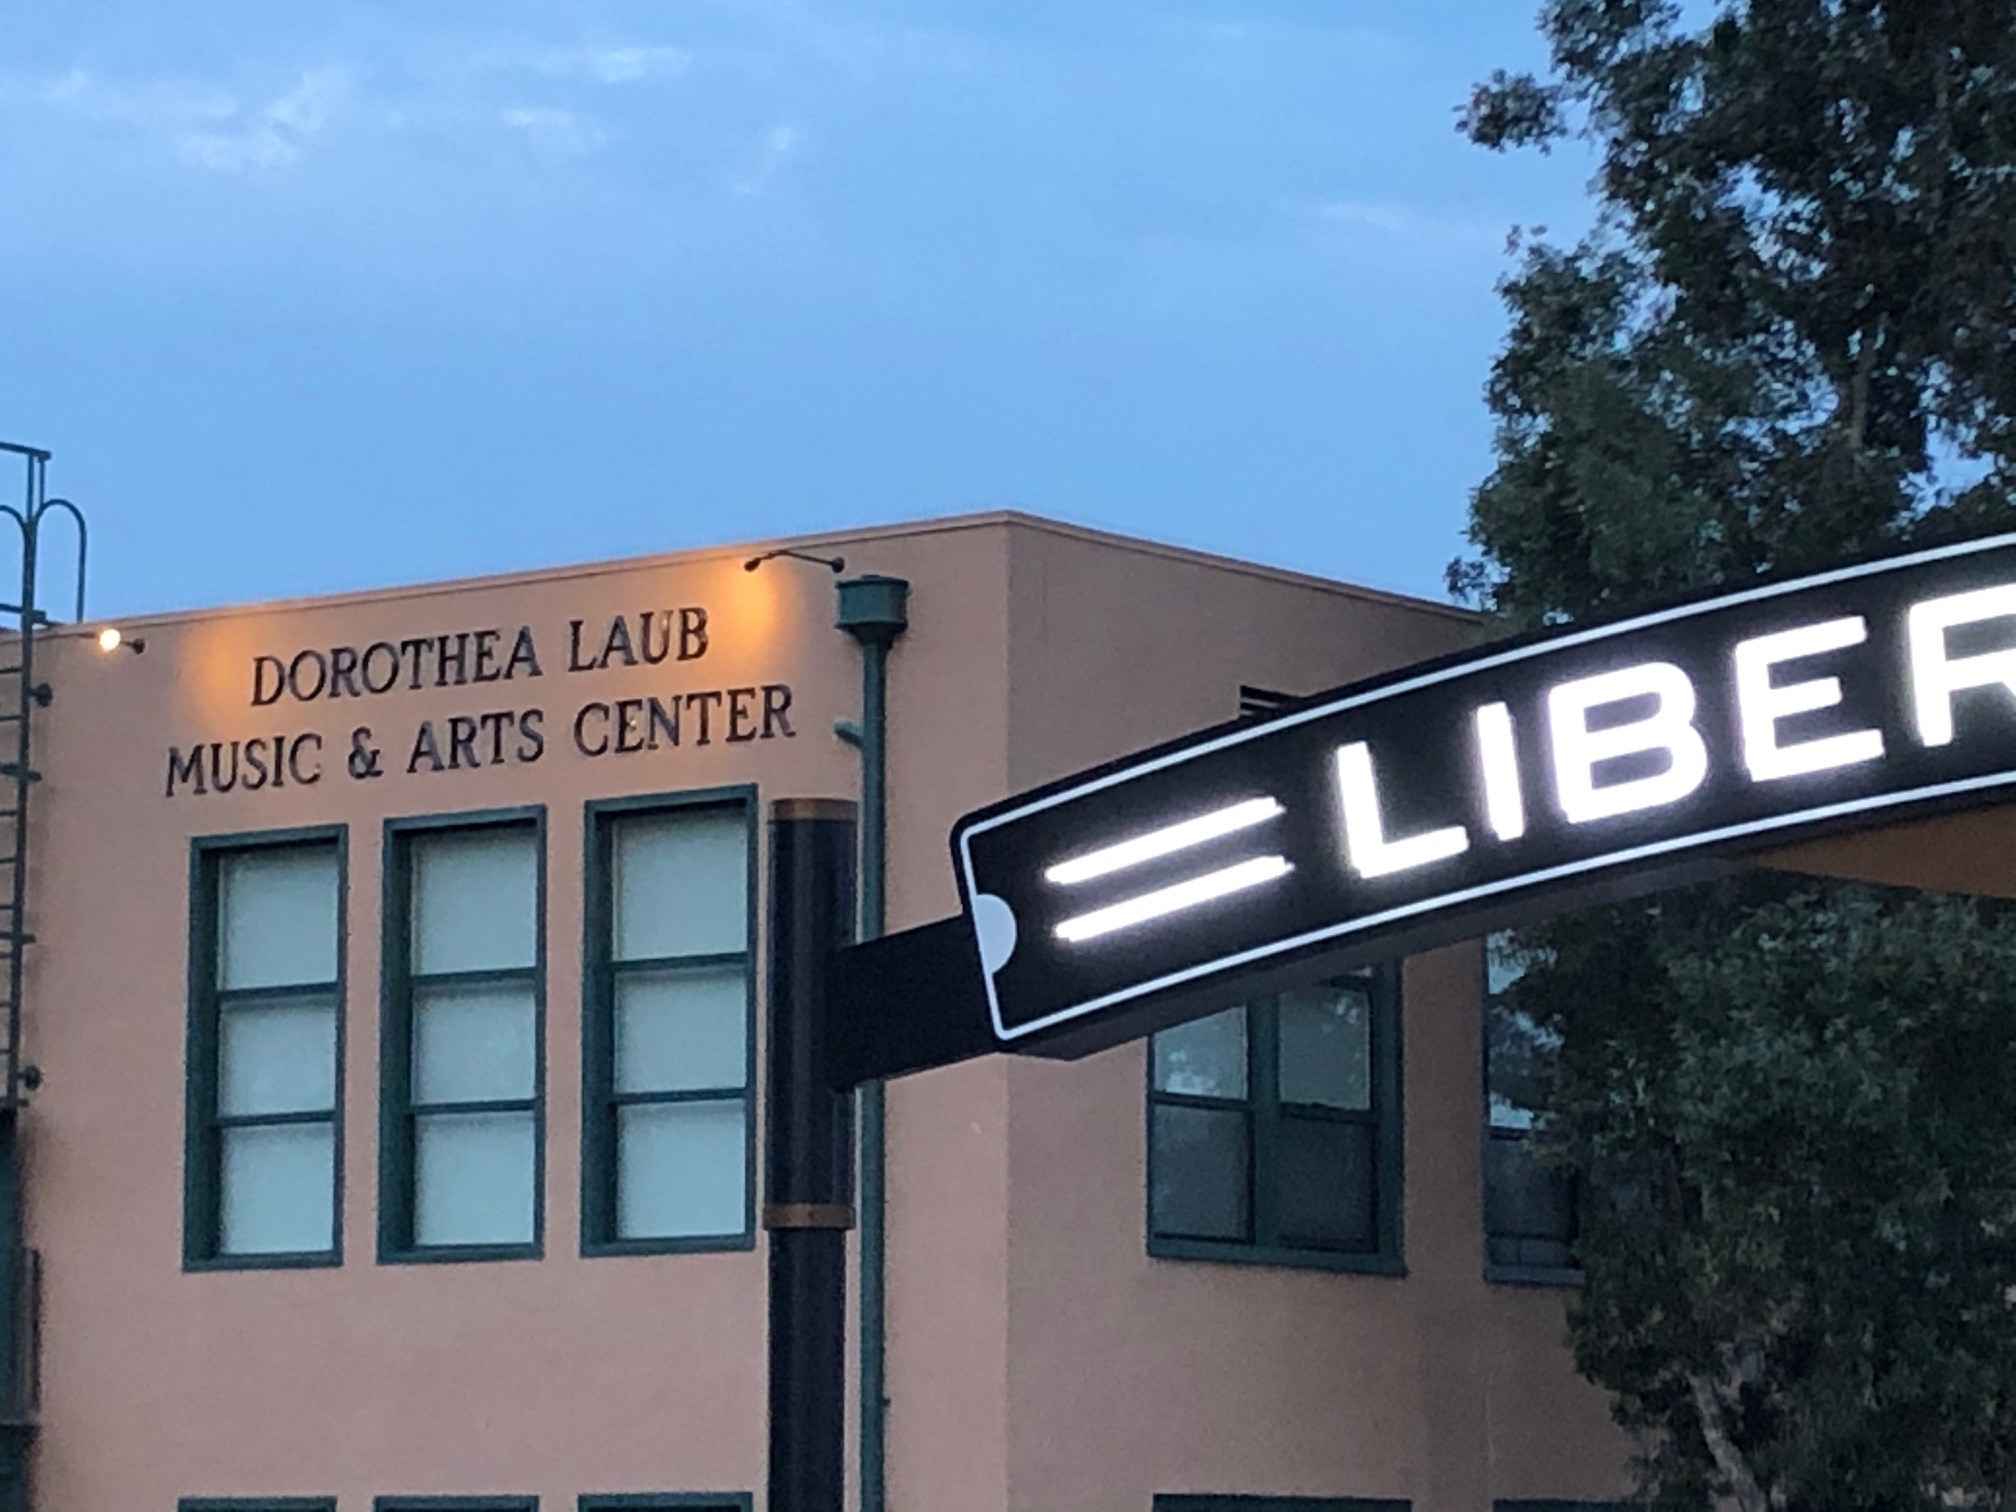 DOROTHEA LAUB
MUSIC & ARTS CENTER
LIBER